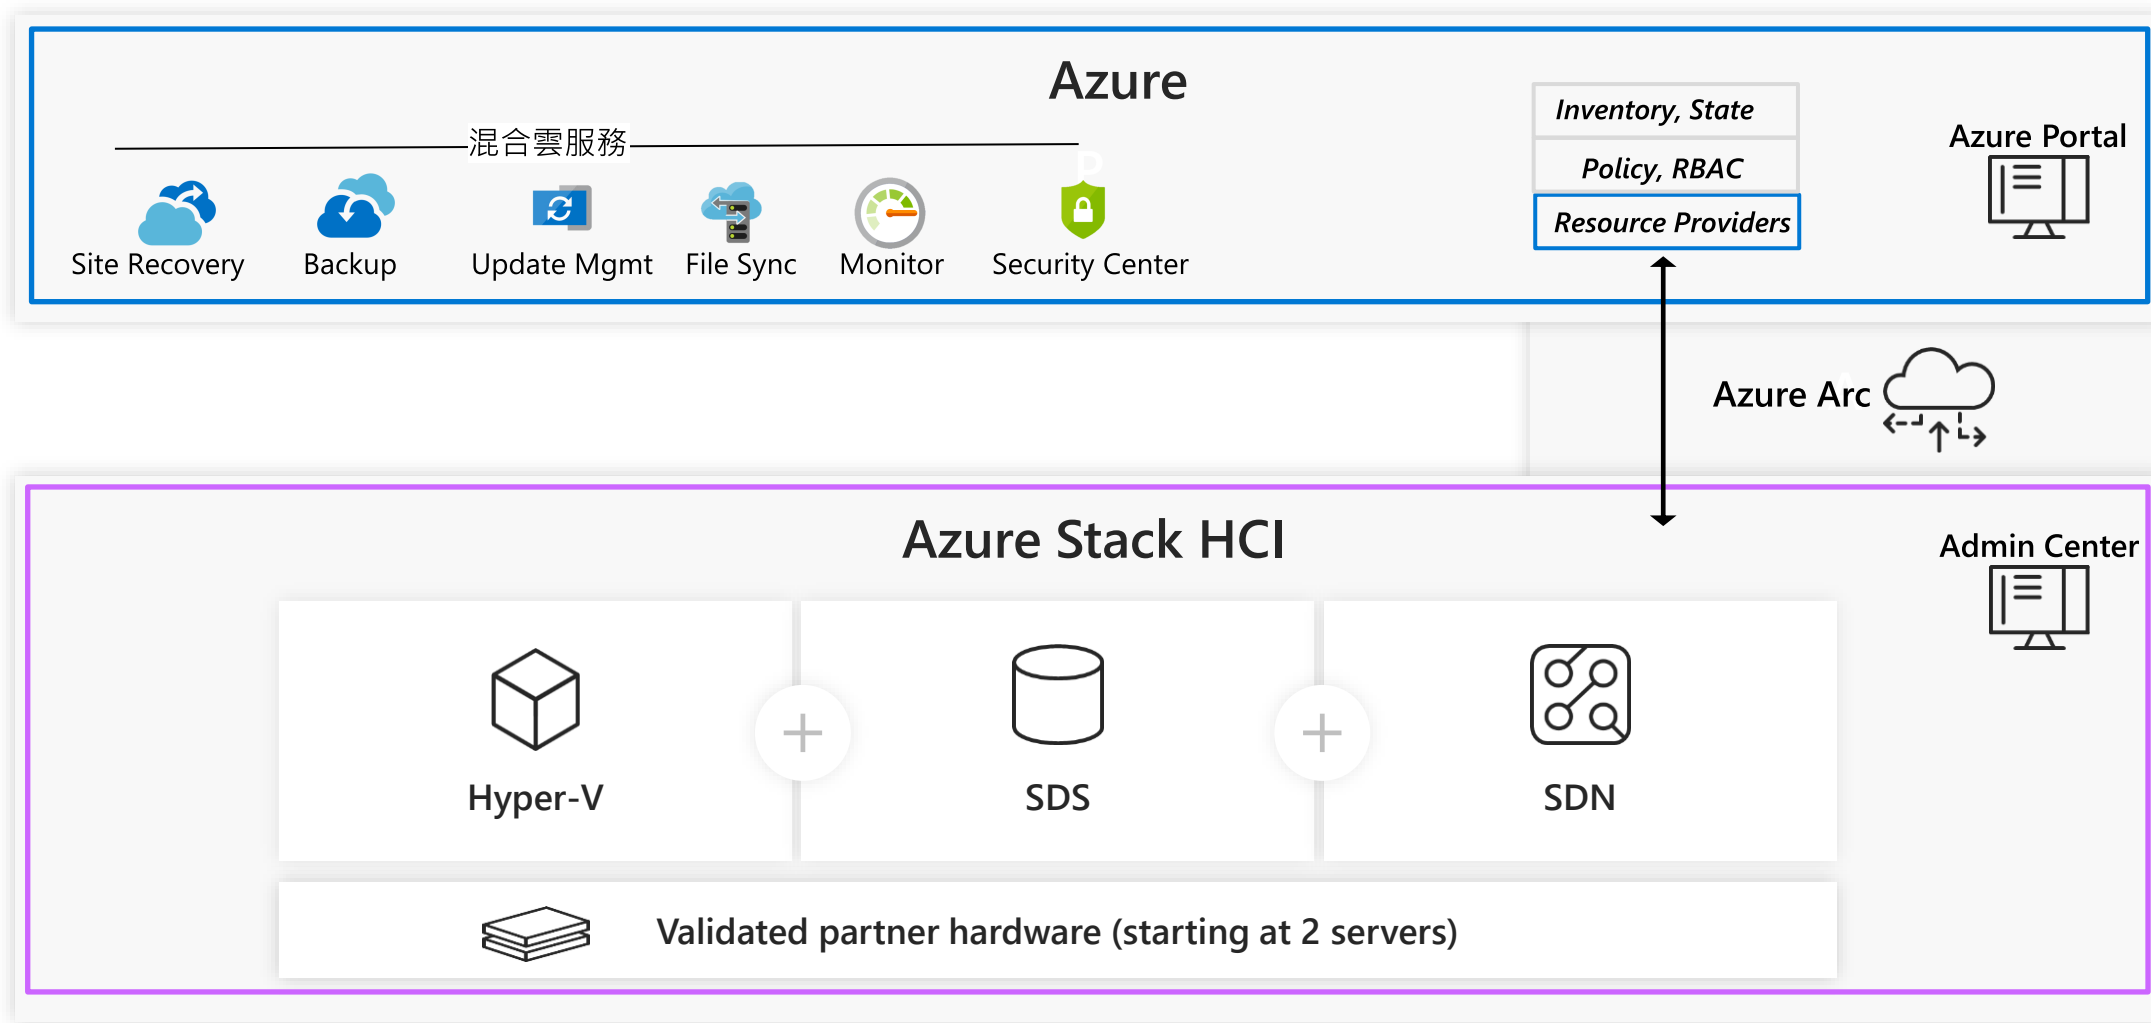 Azure
混合雲服務
Site Recovery
Backup
Update Mgmt
File Sync
Monitor
Security Center
Inventory, State
Policy, RBAC
Resource Providers
Azure Portal
Azure Arc
Azure Stack HCI
Admin Center
Hyper-V
SDS
SDN
Validated partner hardware (starting at 2 servers)